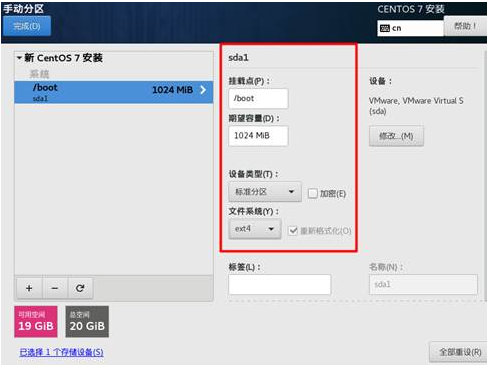 手动分区
CENTOS 7 安装
完成(D)
cn
帮助！
新 CentOS 7 安装
系统
/boot
1024 MiB
sda1
sda1
挂载点(P)：
/boot
期望容量(D)：
1024 MiB
设备类型(T)：
标准分区
加密(E)
文件系统(Y)：
ext4
重新格式化(O)
标签(L)：
设备：
VMware, VMware Virtual S
(sda)
修改...(M)
名称(N)：
sda1
可用空间
19 GiB
总空间
20 GiB
已选择 1 个存储设备(S)
全部重设(R)